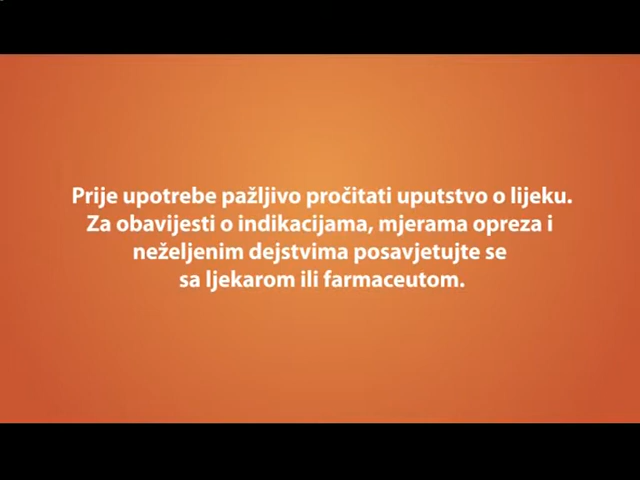 Prije upotrebe pažljivo pročitati uputstvo o lijeku.
Za obavijesti o indikacijama, mjerama opreza i
neželjenim dejstvima posavjetujte se
sa ljekarom ili farmaceutom.